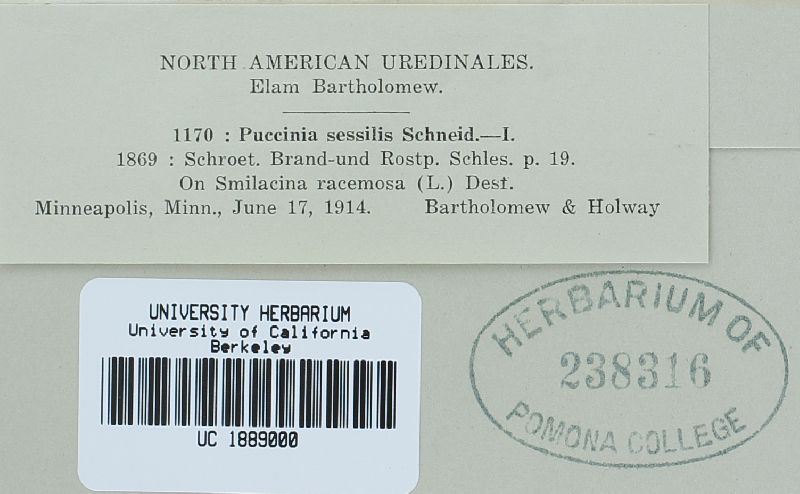 NORTH AMERICAN UREDINALES.
Elam Bartholomew.
1170 : Puccinia sessilis Schneid.—I.
1869 : Schroet. Brand-und Rostp. Schles. p. 19.
On Smilacina racemosa (L.) Desf.
Minneapolis, Minn., June 17, 1914. Bartholomew & Holway
UNIVERSITY HERBARIUM
University of California
Berkeley
UC 1889000
HERBARIUM OF
238316
POMONA COLLEGE